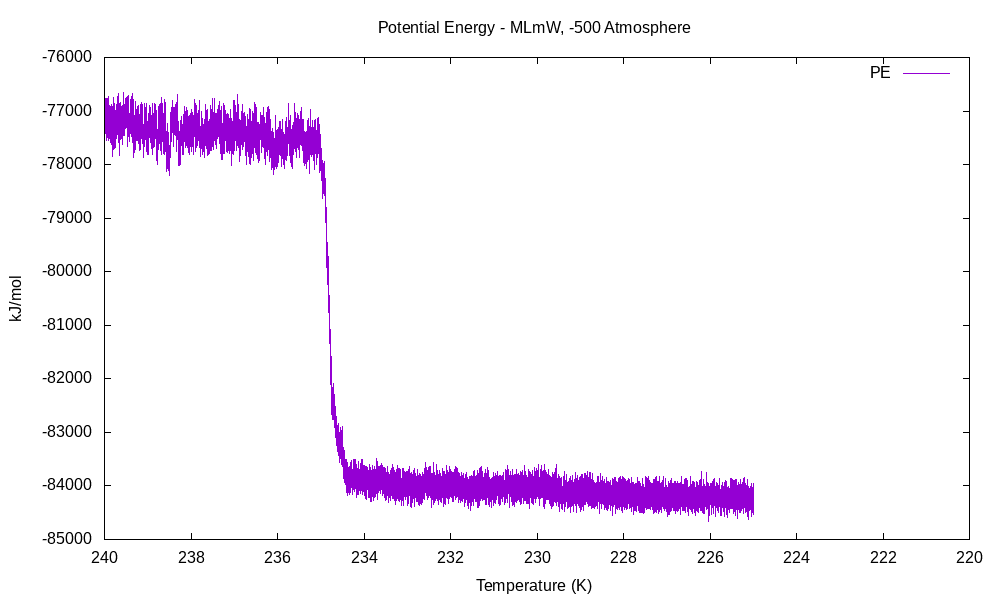 Potential Energy - MLmW, -500 Atmosphere
PE
-76000
-77000
-78000
-79000
-80000
-81000
-82000
-83000
-84000
-85000
kJ/mol
240 238 236 234 232 230 228 226 224 222 220
Temperature (K)